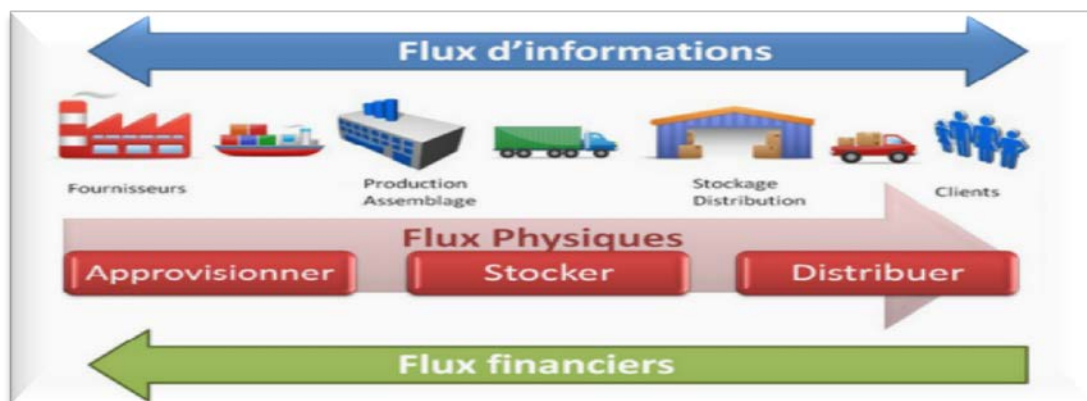 Flux d'informations
Fournisseurs
Production
Assemblage
Stockage
Distribution
Clients
Flux Physiques
Approvisionner
Stocker
Distribuer
Flux financiers